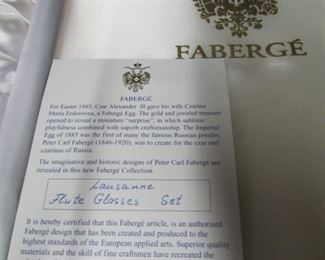 FABERGÉ
FABERGÉ
For Easter 1885, Czar Alexander III gave his wife Czarina
Maria Fedorowna, a Fabergé Egg. The gold and jeweled treasure
opened to reveal a miniature "surprise", in which sublime
playfulness combined with superb craftsmanship. The Imperial
Egg of 1885 was the first of many the famous Russian jeweler,
Peter Carl Fabergé (1846-1920), was to create for the czar and
czarinas of Russia.
The imaginative and historic designs of Peter Carl Fabergé are
revealed in this new Fabergé Collection.
Lausanne
Flute Glasses Set
It is hereby certified that this Fabergé article, is an authorized
Fabergé design that has been created and produced to the
highest standards of the European applied arts. Superior quality
materials and the skill of fine craftsmen have recreated the